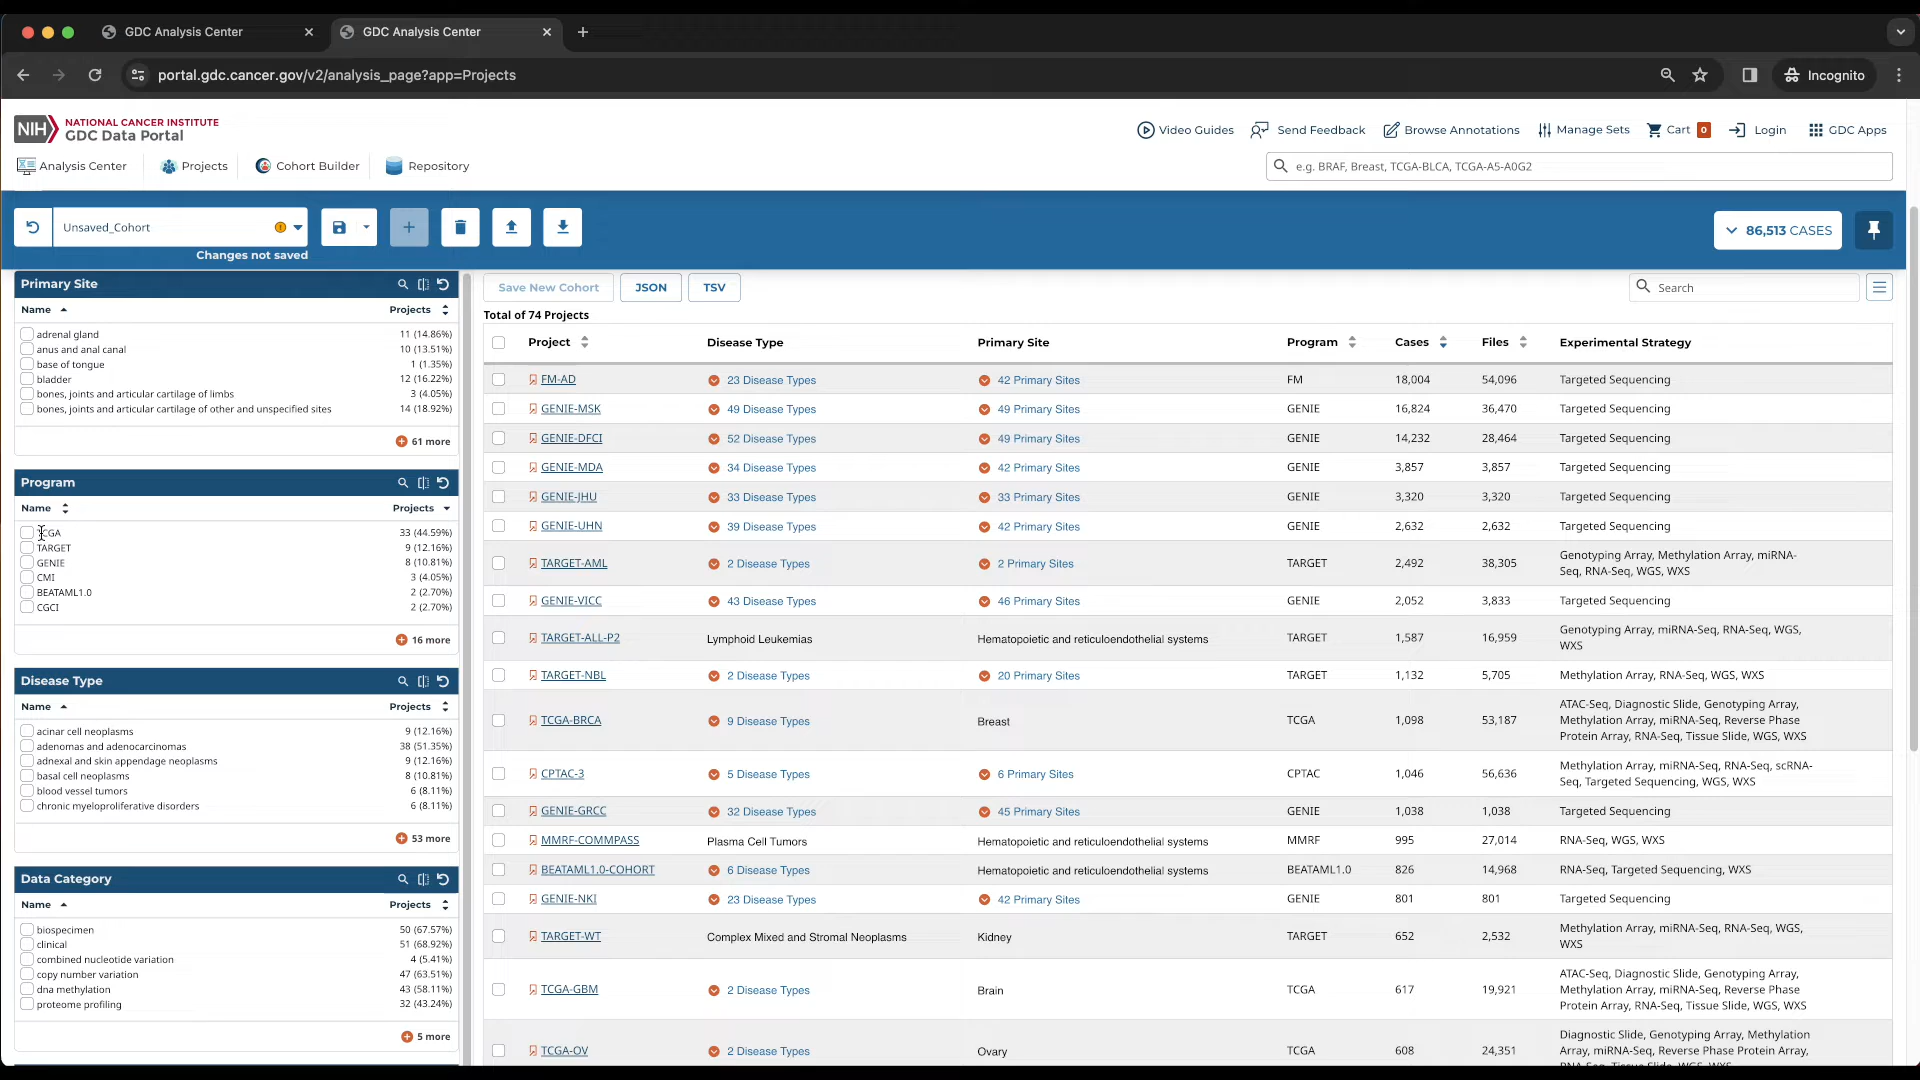 GDC Analysis Center
GDC Analysis Center
portal.gdc.cancer.gov/v2/analysis_page?app=Projects
Incognito
NIH NATIONAL CANCER INSTITUTE
GDC Data Portal
Video Guides
Send Feedback
Browse Annotations
Manage Sets
Cart 0
Login
GDC Apps
Analysis Center
Projects
Cohort Builder
Repository
e.g. BRAF, Breast, TCGA-BLCA, TCGA-A5-A0G2
Unsaved_Cohort
Changes not saved
86,513 CASES
Primary Site
Name Projects
adrenal gland 11 (14.86%)
anus and anal canal 10 (13.51%)
base of tongue 1 (1.35%)
bladder 12 (16.22%)
bones, joints and articular cartilage of limbs 3 (4.05%)
bones, joints and articular cartilage of other and unspecified sites 14 (18.92%)
61 more
Program
Name Projects
TCGA 33 (44.59%)
TARGET 9 (12.16%)
GENIE 8 (10.81%)
CMI 3 (4.05%)
BEATAML1.0 2 (2.70%)
CGCI 2 (2.70%)
16 more
Disease Type
Name Projects
acinar cell neoplasms 9 (12.16%)
adenomas and adenocarcinomas 38 (51.35%)
adnexal and skin appendage neoplasms 9 (12.16%)
basal cell neoplasms 8 (10.81%)
blood vessel tumors 6 (8.11%)
chronic myeloproliferative disorders 6 (8.11%)
53 more
Data Category
Name Projects
biospecimen 50 (67.57%)
clinical 51 (68.92%)
combined nucleotide variation 4 (5.41%)
copy number variation 47 (63.51%)
dna methylation 43 (58.11%)
proteome profiling 32 (43.24%)
5 more
Save New Cohort
JSON
TSV
Search
Total of 74 Projects
Project Disease Type Primary Site Program Cases Files Experimental Strategy
FM-AD 23 Disease Types 42 Primary Sites FM 18,004 54,096 Targeted Sequencing
GENIE-MSK 49 Disease Types 49 Primary Sites GENIE 16,824 36,470 Targeted Sequencing
GENIE-DFCI 52 Disease Types 49 Primary Sites GENIE 14,232 28,464 Targeted Sequencing
GENIE-MDA 34 Disease Types 42 Primary Sites GENIE 3,857 3,857 Targeted Sequencing
GENIE-JHU 33 Disease Types 33 Primary Sites GENIE 3,320 3,320 Targeted Sequencing
GENIE-UHN 39 Disease Types 42 Primary Sites GENIE 2,632 2,632 Targeted Sequencing
TARGET-AML 2 Disease Types 2 Primary Sites TARGET 2,492 38,305 Genotyping Array, Methylation Array, miRNA-
Seq, RNA-Seq, WGS, WXS
GENIE-VICC 43 Disease Types 46 Primary Sites GENIE 2,052 3,833 Targeted Sequencing
TARGET-ALL-P2 Lymphoid Leukemias Hematopoietic and reticuloendothelial systems TARGET 1,587 16,959 Genotyping Array, miRNA-Seq, RNA-Seq, WGS,
WXS
TARGET-NBL 2 Disease Types 20 Primary Sites TARGET 1,132 5,705 Methylation Array, RNA-Seq, WGS, WXS
TCGA-BRCA 9 Disease Types Breast TCGA 1,098 53,187 ATAC-Seq, Diagnostic Slide, Genotyping Array,
Methylation Array, miRNA-Seq, Reverse Phase
Protein Array, RNA-Seq, Tissue Slide, WGS, WXS
CPTAC-3 5 Disease Types 6 Primary Sites CPTAC 1,046 56,636 Methylation Array, miRNA-Seq, RNA-Seq, scRNA-
Seq, Targeted Sequencing, WGS, WXS
GENIE-GRCC 32 Disease Types 45 Primary Sites GENIE 1,038 1,038 Targeted Sequencing
MMRF-COMMPASS Plasma Cell Tumors Hematopoietic and reticuloendothelial systems MMRF 995 27,014 RNA-Seq, WGS, WXS
BEATAML1.0-COHORT 6 Disease Types Hematopoietic and reticuloendothelial systems BEATAML1.0 826 14,968 RNA-Seq, Targeted Sequencing, WXS
GENIE-NKI 23 Disease Types 42 Primary Sites GENIE 801 801 Targeted Sequencing
TARGET-WT Complex Mixed and Stromal Neoplasms Kidney TARGET 652 2,532 Methylation Array, miRNA-Seq, RNA-Seq, WGS,
WXS
TCGA-GBM 2 Disease Types Brain TCGA 617 19,921 ATAC-Seq, Diagnostic Slide, Genotyping Array,
Methylation Array, miRNA-Seq, Reverse Phase
Protein Array, RNA-Seq, Tissue Slide, WGS, WXS
TCGA-OV 2 Disease Types Ovary TCGA 608 24,351 Diagnostic Slide, Genotyping Array, Methylation
Array, miRNA-Seq, Reverse Phase Protein Array,
RNA-Seq, Tissue Slide, WGS, WXS